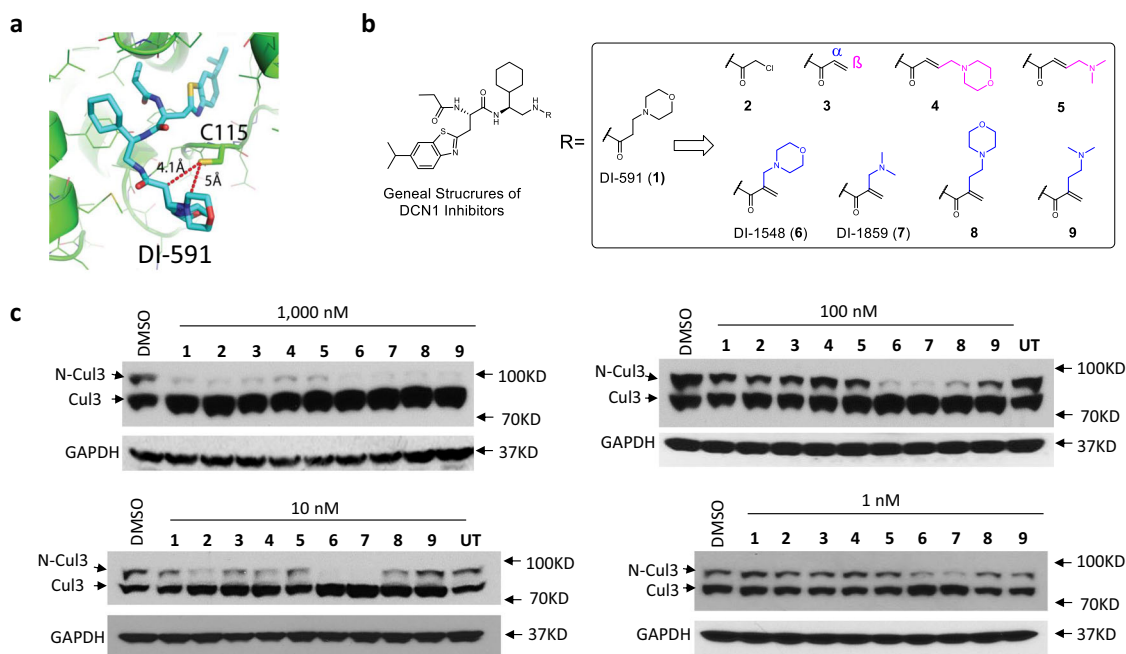 a
C115
4.1Å
5Å
DI-591
b
H
N
O
O
N
H
H
N
R
S
N
Geneal Strucrures of
DCN1 Inhibitors
R=
O
N
O
DI-591 (1)
O
Cl
2
α
ß
O
3
O
N
O
4
O
N
5
O
N
O
DI-1548 (6)
O
N
DI-1859 (7)
O
N
O
8
O
N
9
c
DMSO
1,000 nM
1 2 3 4 5 6 7 8 9
N-Cul3
100KD
Cul3
70KD
GAPDH
37KD
DMSO
100 nM
1 2 3 4 5 6 7 8 9 UT
N-Cul3
100KD
Cul3
70KD
GAPDH
37KD
DMSO
10 nM
1 2 3 4 5 6 7 8 9 UT
N-Cul3
100KD
Cul3
70KD
GAPDH
37KD
DMSO
1 nM
1 2 3 4 5 6 7 8 9
N-Cul3
100KD
Cul3
70KD
GAPDH
37KD